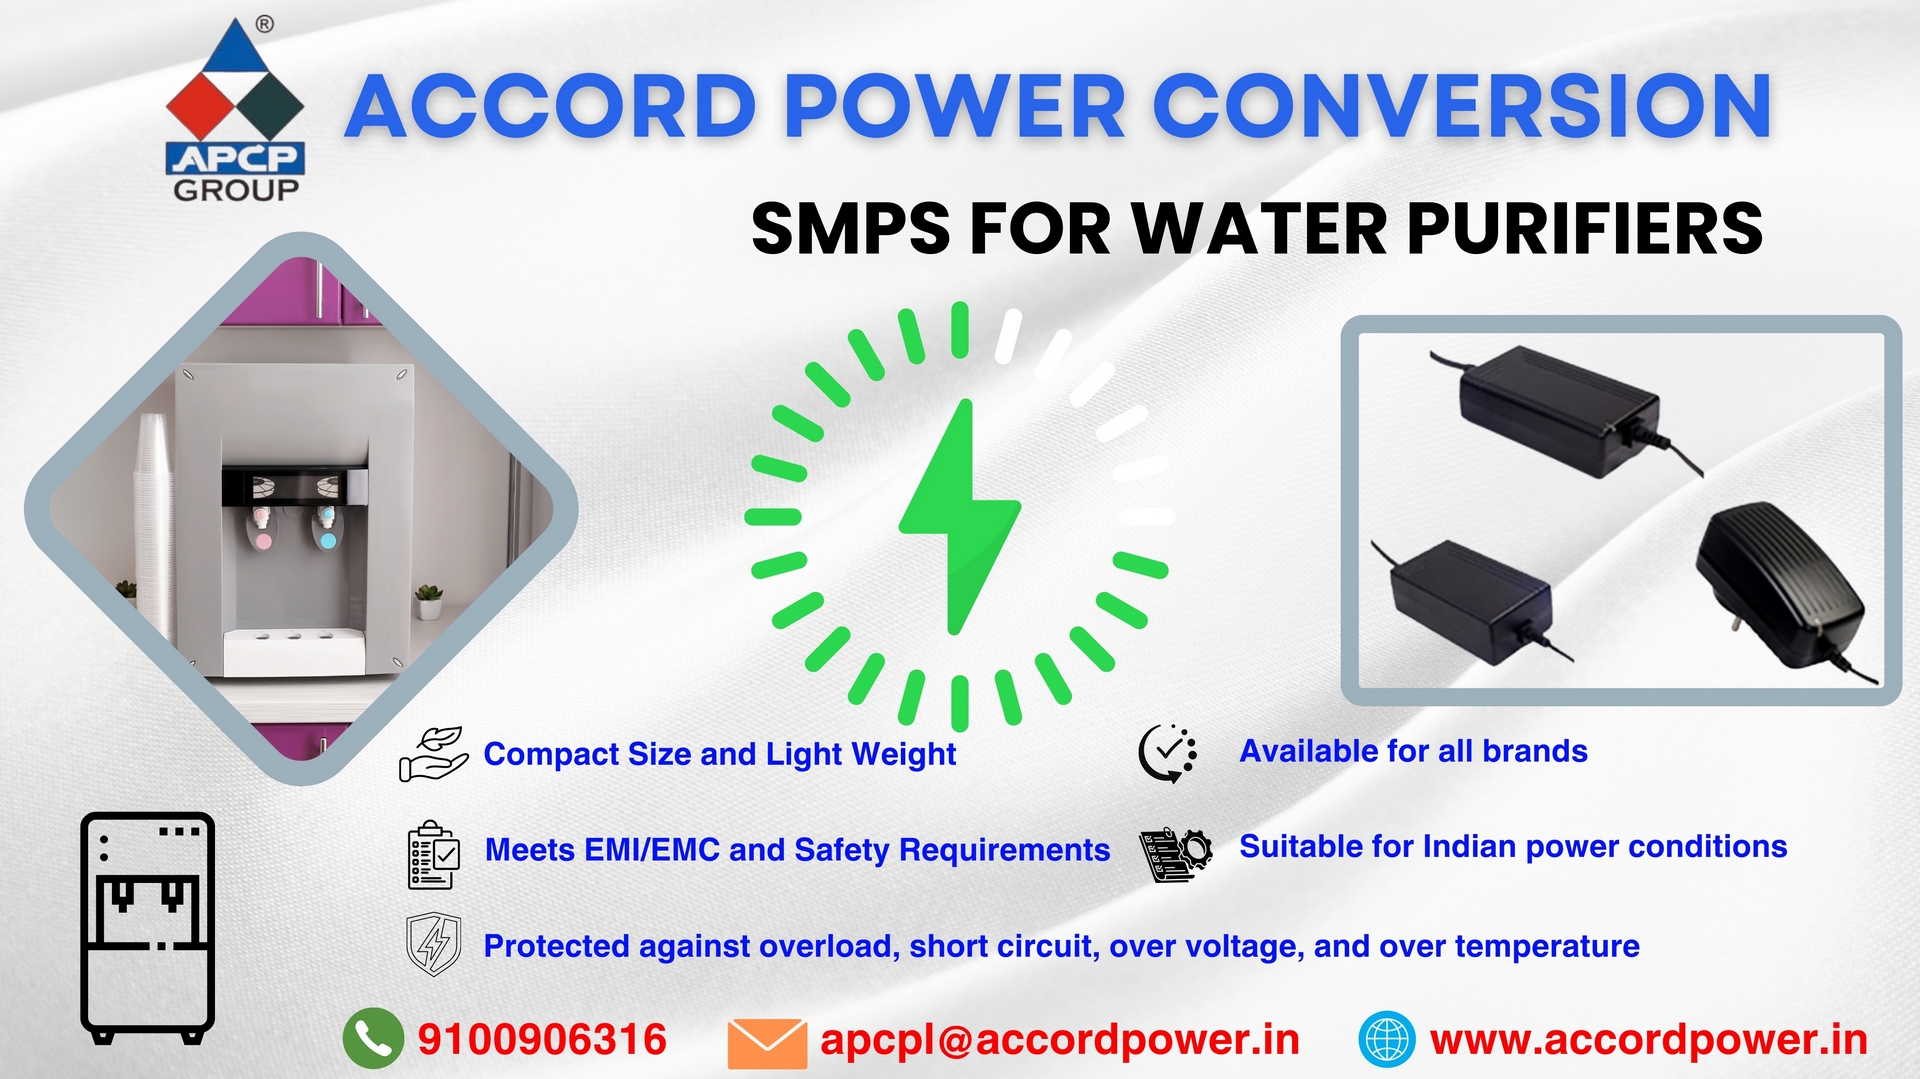 ®
APCP
GROUP
ACCORD POWER CONVERSION
SMPS FOR WATER PURIFIERS
Compact Size and Light Weight
Available for all brands
Meets EMI/EMC and Safety Requirements
Suitable for Indian power conditions
Protected against overload, short circuit, over voltage, and over temperature
9100906316
apcpl@accordpower.in
www.accordpower.in